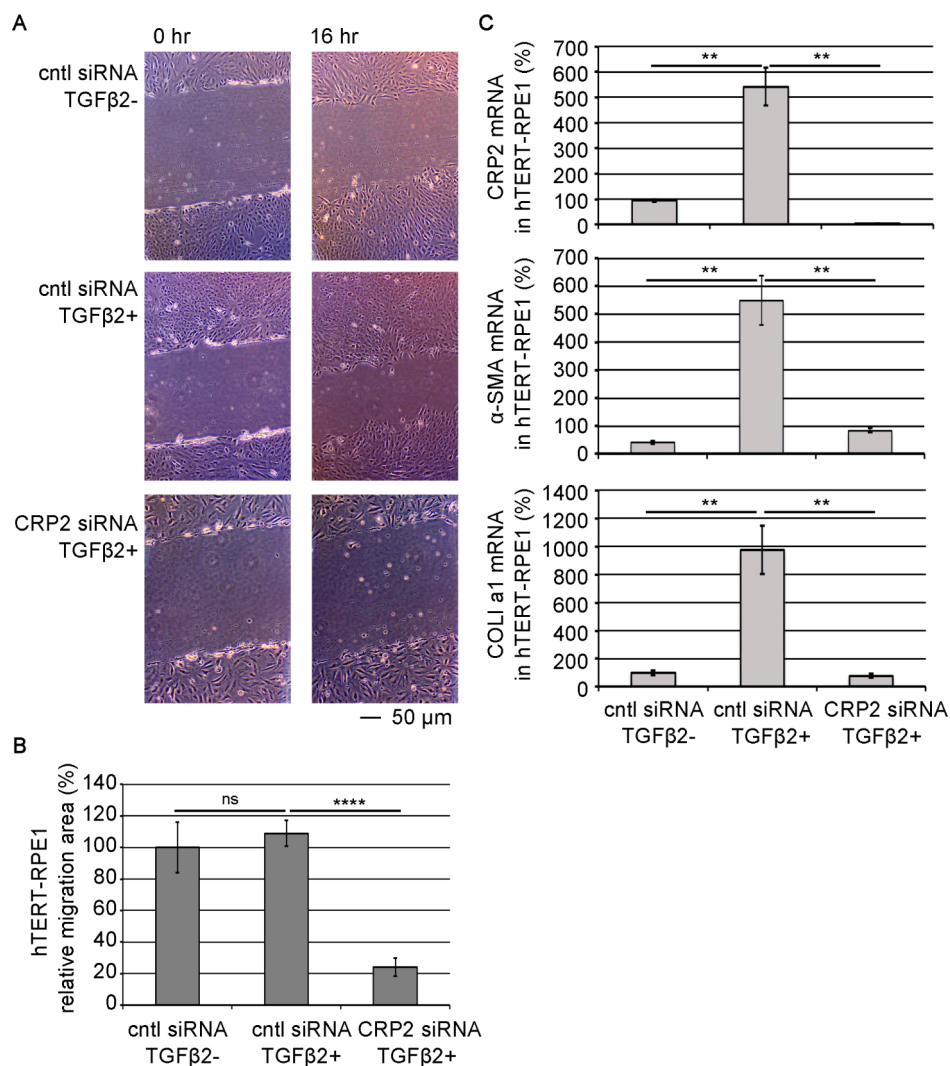 A
0 hr
16 hr
cntl siRNA
TGFβ2-
cntl siRNA
TGFβ2+
CRP2 siRNA
TGFβ2+
50 μm
B
hTERT-RPE1
relative migration area (%)
140
120
100
80
60
40
20
0
ns
****
cntl siRNA
TGFβ2-
cntl siRNA
TGFβ2+
CRP2 siRNA
TGFβ2+
C
CRP2 mRNA
in hTERT-RPE1 (%)
700
600
500
400
300
200
100
0
**
**
α-SMA mRNA
in hTERT-RPE1 (%)
700
600
500
400
300
200
100
0
**
**
COLI a1 mRNA
in hTERT-RPE1 (%)
1400
1200
1000
800
600
400
200
0
**
**
cntl siRNA
TGFβ2-
cntl siRNA
TGFβ2+
CRP2 siRNA
TGFβ2+